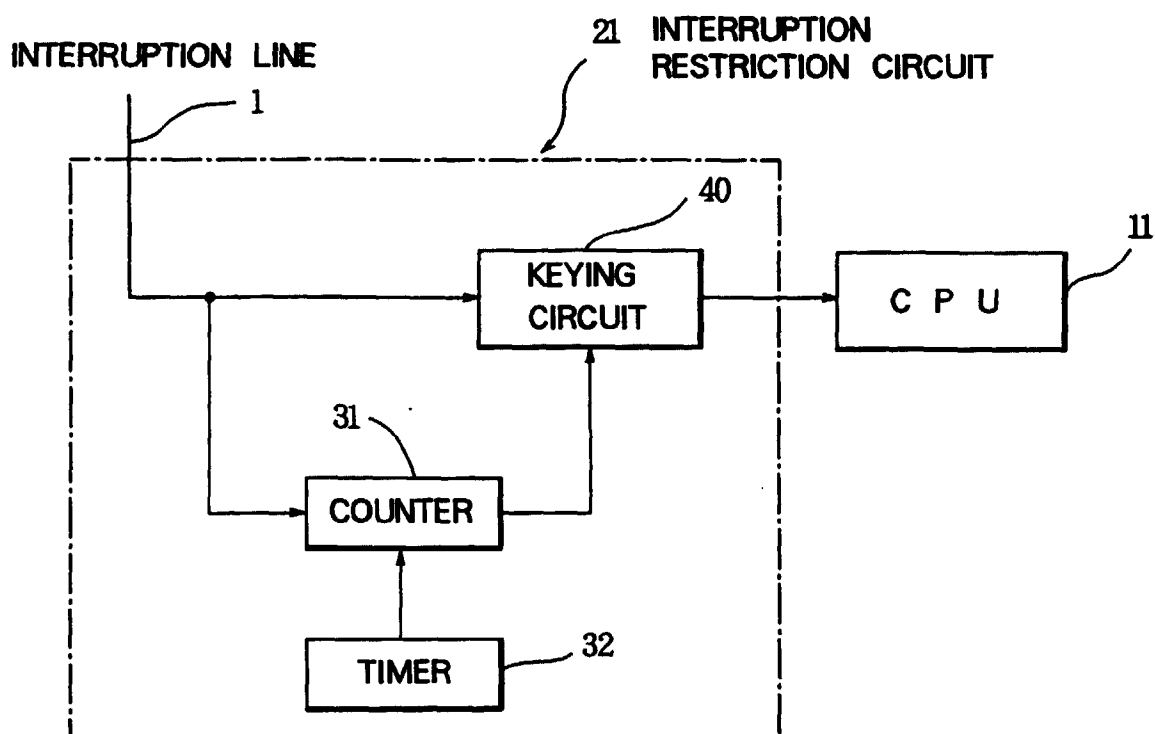 21 INTERRUPTION
RESTRICTION CIRCUIT
INTERRUPTION LINE
1
40
11
KEYING
CIRCUIT
C P U
31
COUNTER
32
TIMER